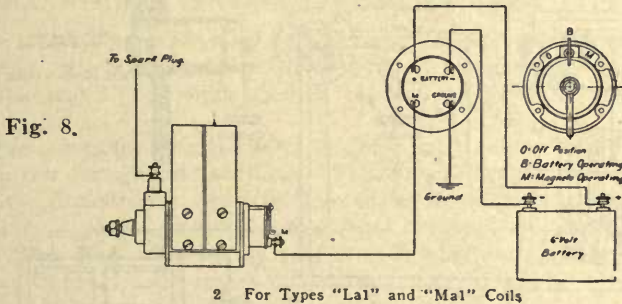 To Spark Plug.
Fig. 8.
B
O M
+ BATTERY -
M GROUND
Ground
M
O-Off Position
B-Battery Operating
M-Magneto Operating
- +
6-Volt
Battery
2 For Types "La1" and "Ma1" Coils